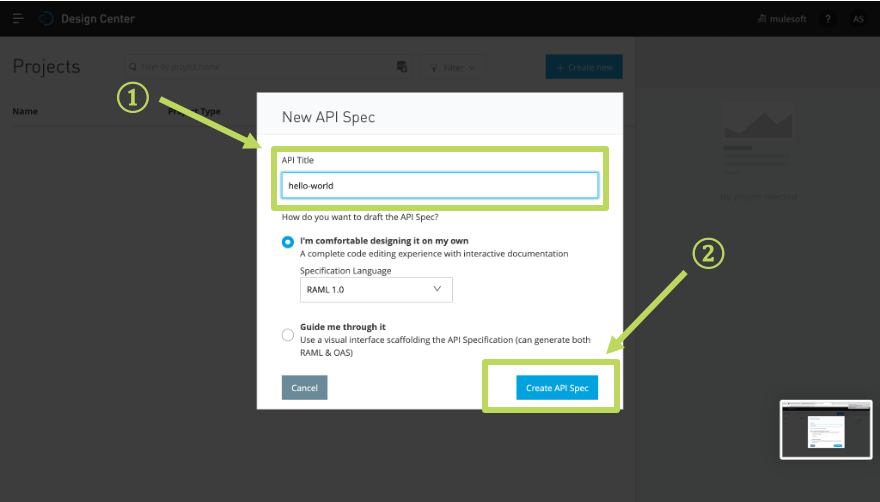 Design Center
mulesoft
?
AS
Projects
Filter by project name
Filter
+ Create new
Name
Project Type
①
New API Spec
API Title
hello-world
How do you want to draft the API Spec?
I'm comfortable designing it on my own
A complete code editing experience with interactive documentation
Specification Language
RAML 1.0
②
Guide me through it
Use a visual interface scaffolding the API Specification (can generate both
RAML & OAS)
Cancel
Create API Spec
No project selected